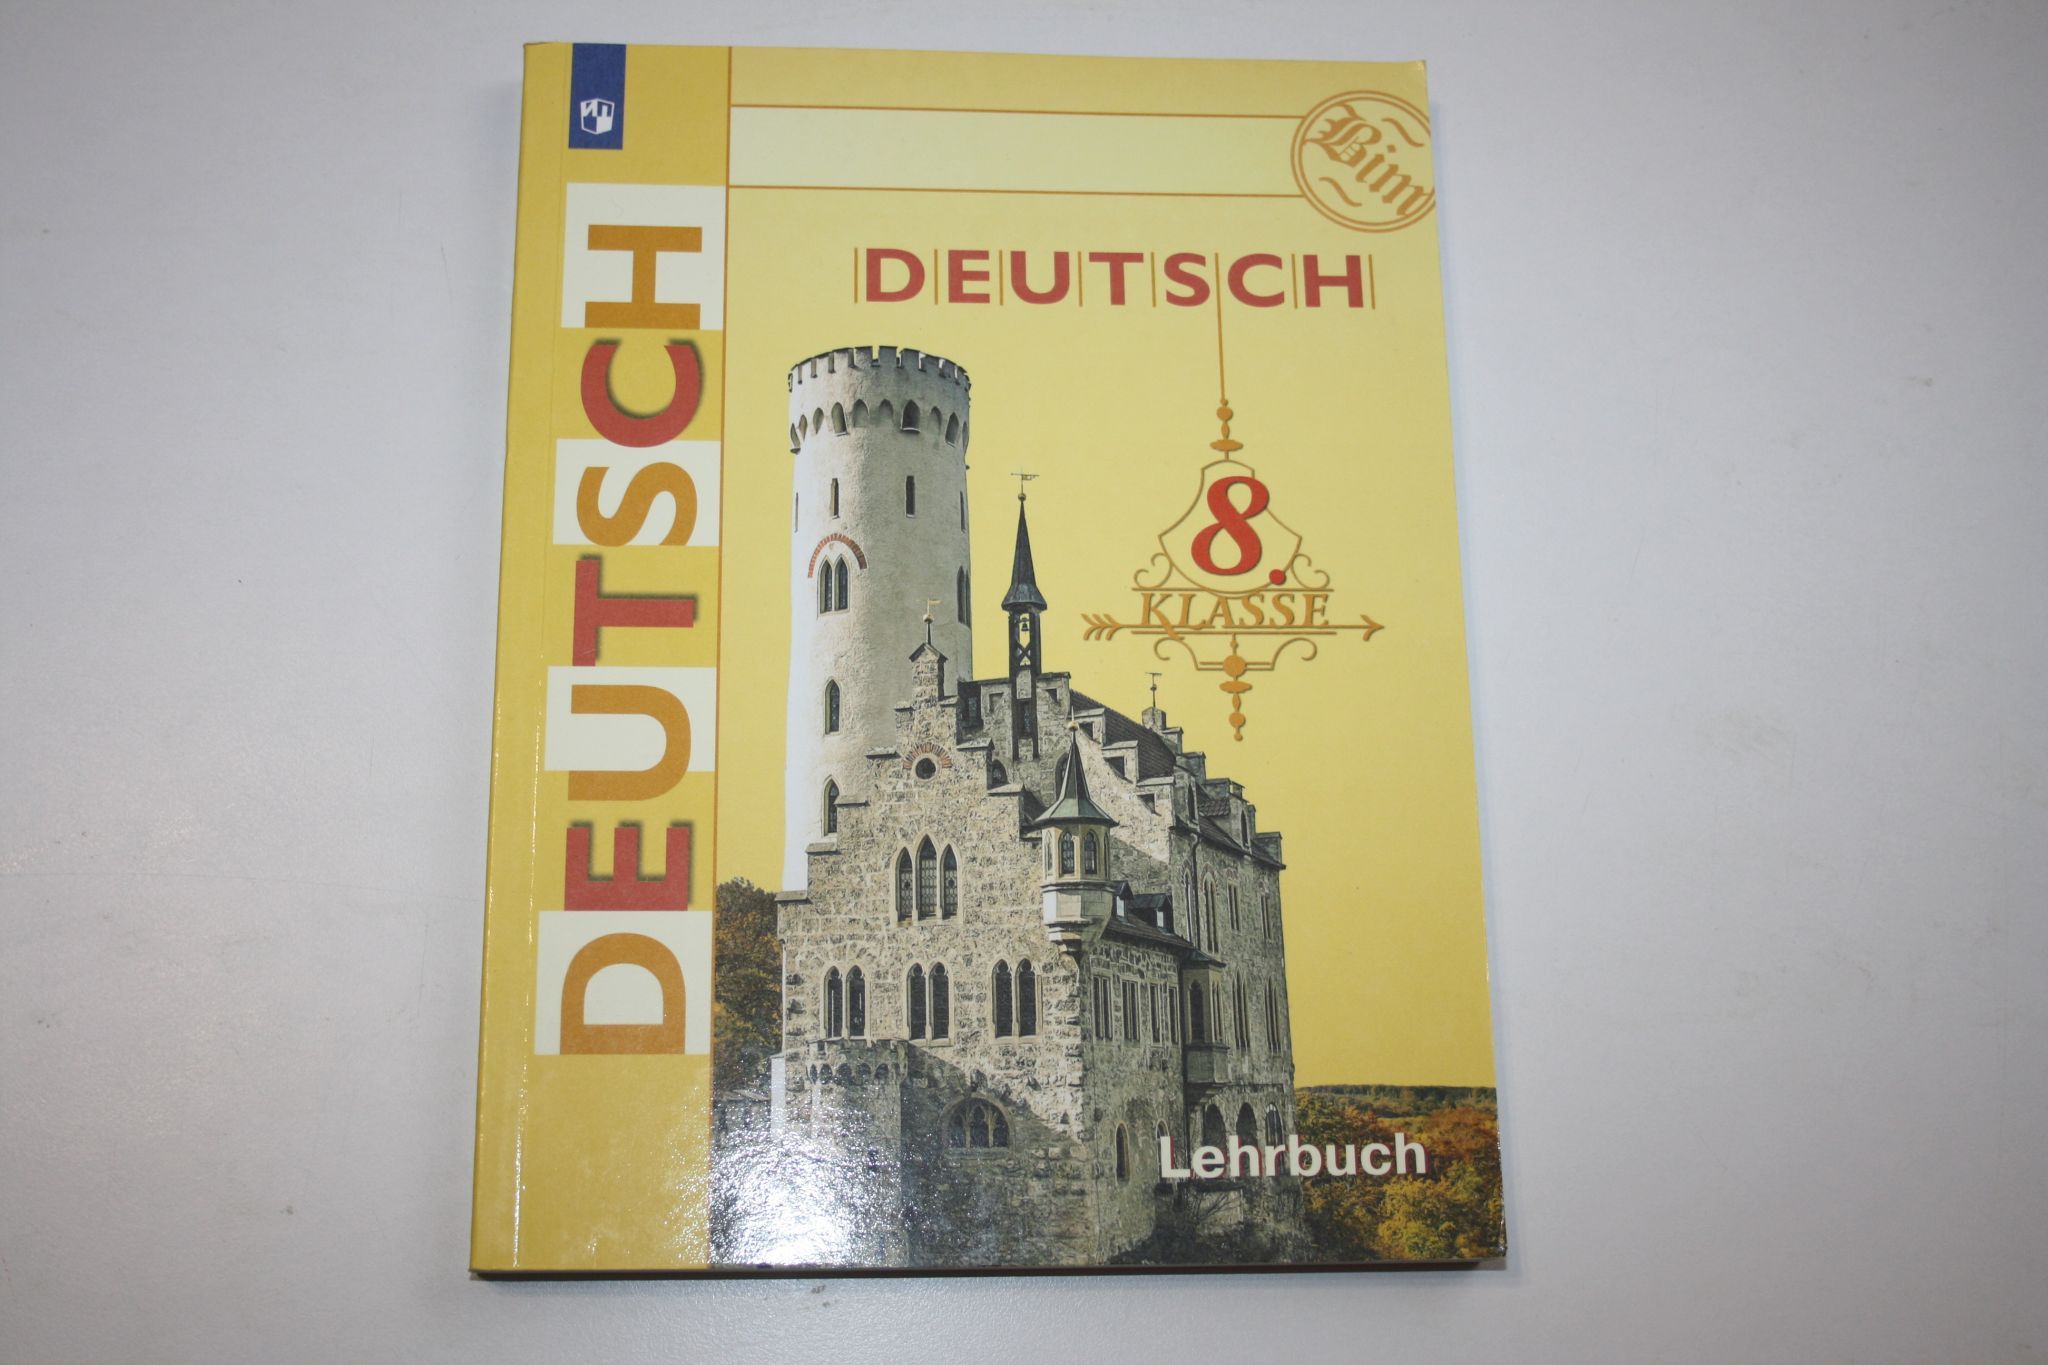 DEUTSCH
Bim
DEUTSCH
8.
KLASSE
Lehrbuch